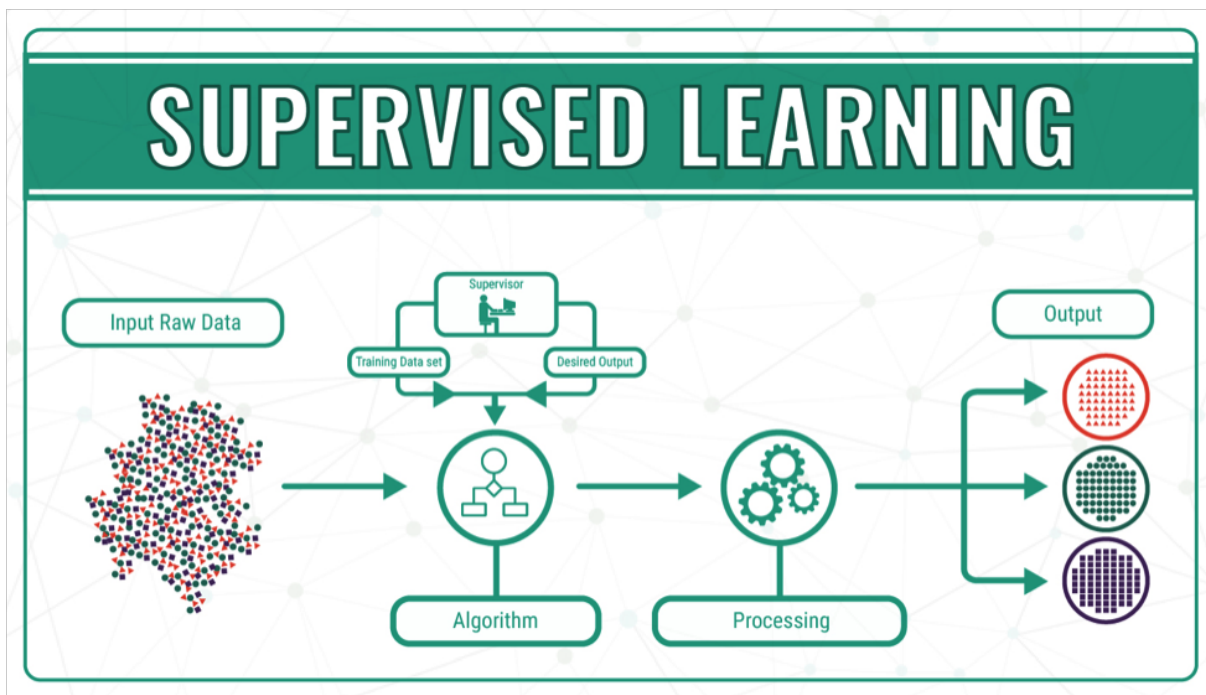 SUPERVISED LEARNING
Input Raw Data
Supervisor
Training Data set
Desired Output
Algorithm
Processing
Output